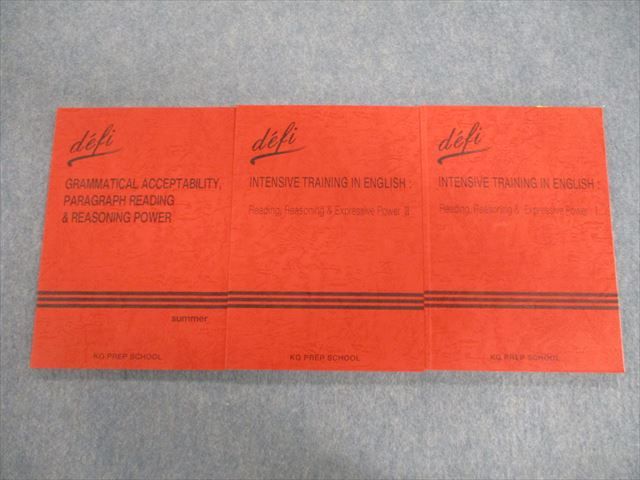 défi
GRAMMATICAL ACCEPTABILITY,
PARAGRAPH READING
& REASONING POWER
summer
KG PREP SCHOOL
défi
INTENSIVE TRAINING IN ENGLISH :
Reading, Reasoning & Expressive Power II
KG PREP SCHOOL
défi
INTENSIVE TRAINING IN ENGLISH :
Reading, Reasoning & Expressive Power I
KG PREP SCHOOL